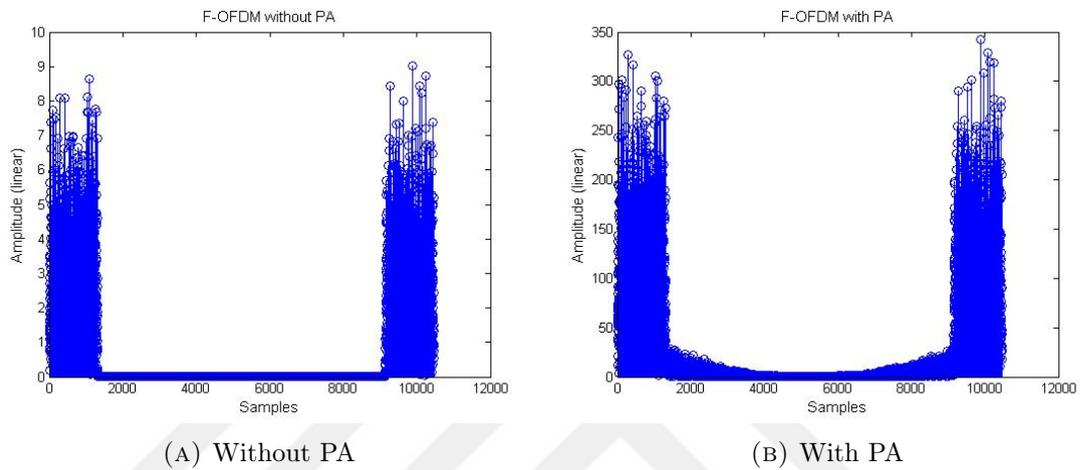 F-OFDM without PA
10
9
8
7
6
5
4
3
2
1
0
Amplitude (linear)
0 2000 4000 6000 8000 10000 12000
Samples
(A) Without PA
F-OFDM with PA
350
300
250
200
150
100
50
0
Amplitude (linear)
0 2000 4000 6000 8000 10000 12000
Samples
(B) With PA